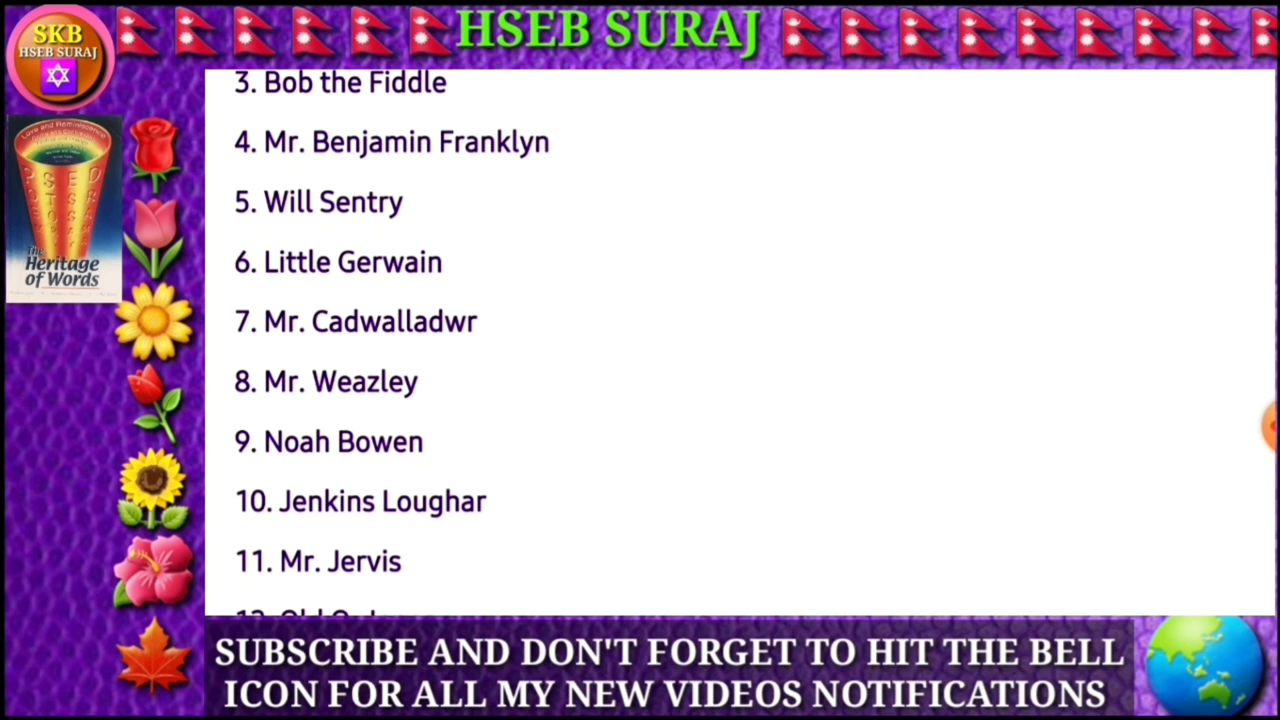 HSEB SURAJ
SKB
HSEB SURAJ
The
Heritage
of Words
3. Bob the Fiddle
4. Mr. Benjamin Franklyn
5. Will Sentry
6. Little Gerwain
7. Mr. Cadwalladwr
8. Mr. Weazley
9. Noah Bowen
10. Jenkins Loughar
11. Mr. Jervis
SUBSCRIBE AND DON'T FORGET TO HIT THE BELL
ICON FOR ALL MY NEW VIDEOS NOTIFICATIONS